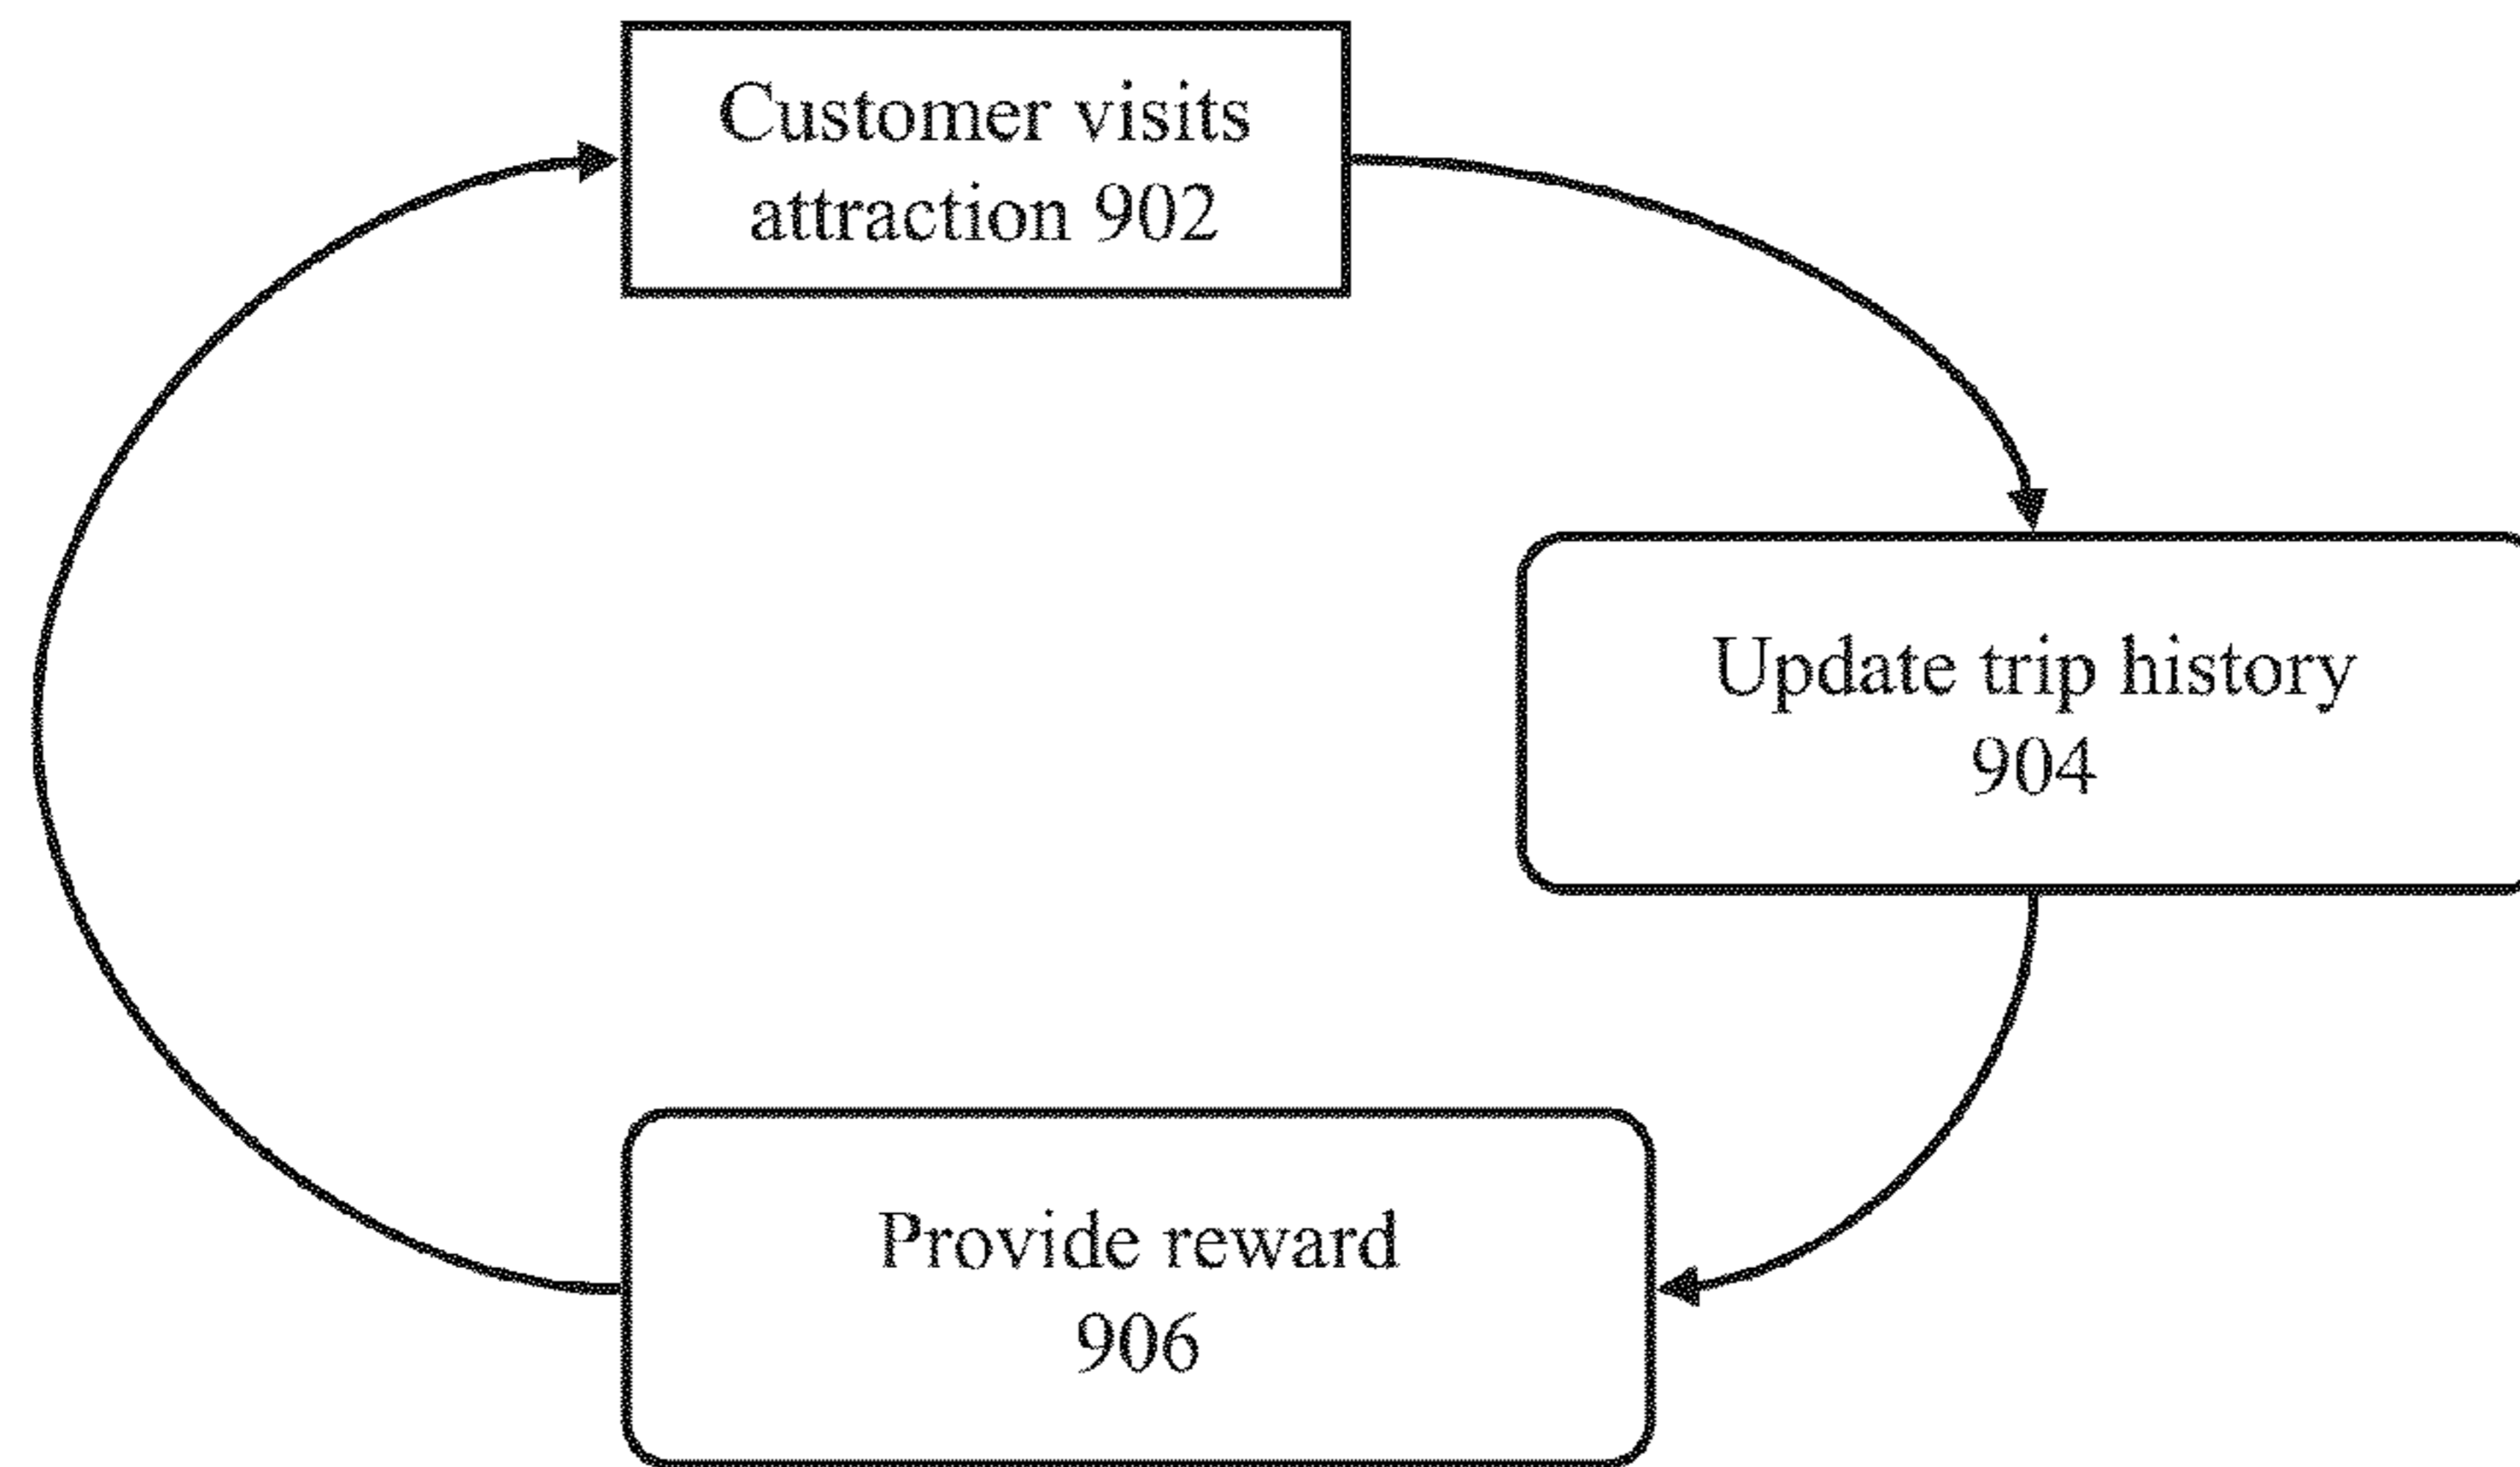 Customer visits
attraction 902
Update trip history
904
Provide reward
906